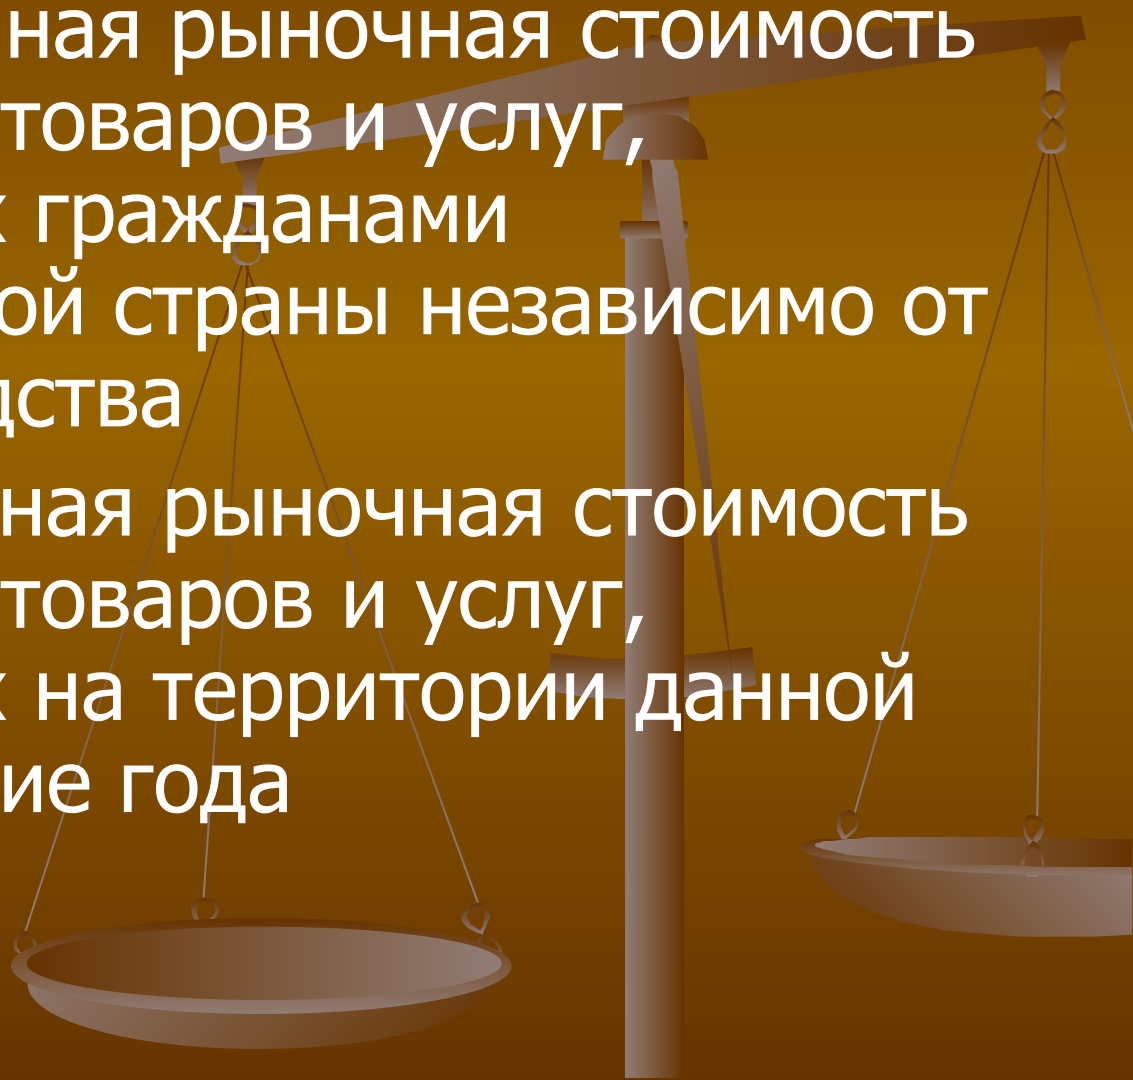 ная рыночная стоимость
товаров и услуг,
х гражданами
ой страны независимо от
дства
ная рыночная стоимость
товаров и услуг,
х на территории данной
ие года